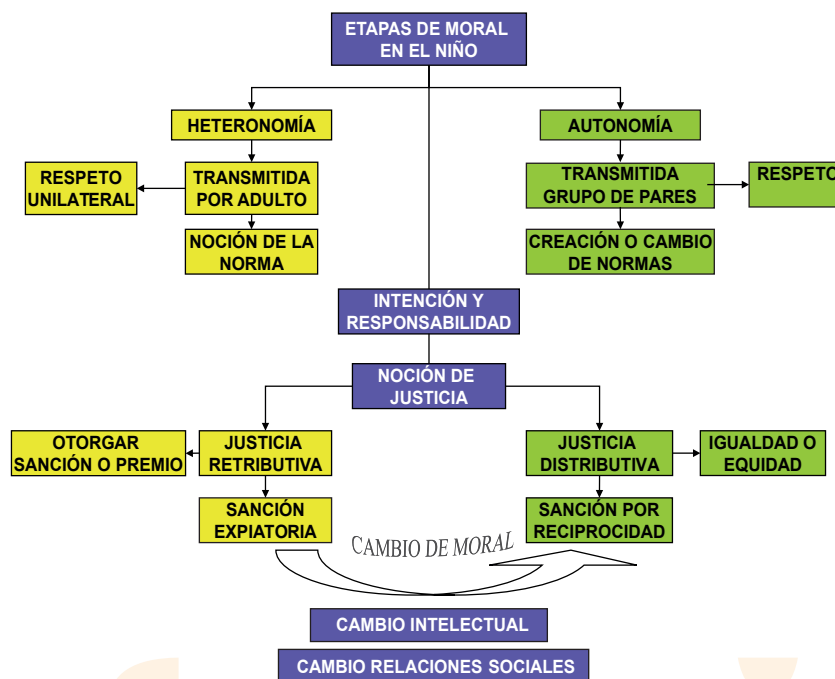 ETAPAS DE MORAL
EN EL NIÑO
HETERONOMÍA
AUTONOMÍA
RESPETO
UNILATERAL
TRANSMITIDA
POR ADULTO
TRANSMITIDA
GRUPO DE PARES
RESPETO
NOCIÓN DE LA
NORMA
CREACIÓN O CAMBIO
DE NORMAS
INTENCIÓN Y
RESPONSABILIDAD
NOCIÓN DE
JUSTICIA
OTORGAR
SANCIÓN O PREMIO
JUSTICIA
RETRIBUTIVA
JUSTICIA
DISTRIBUTIVA
IGUALDAD O
EQUIDAD
SANCIÓN
EXPIATORIA
SANCIÓN POR
RECIPROCIDAD
CAMBIO DE MORAL
CAMBIO INTELECTUAL
CAMBIO RELACIONES SOCIALES